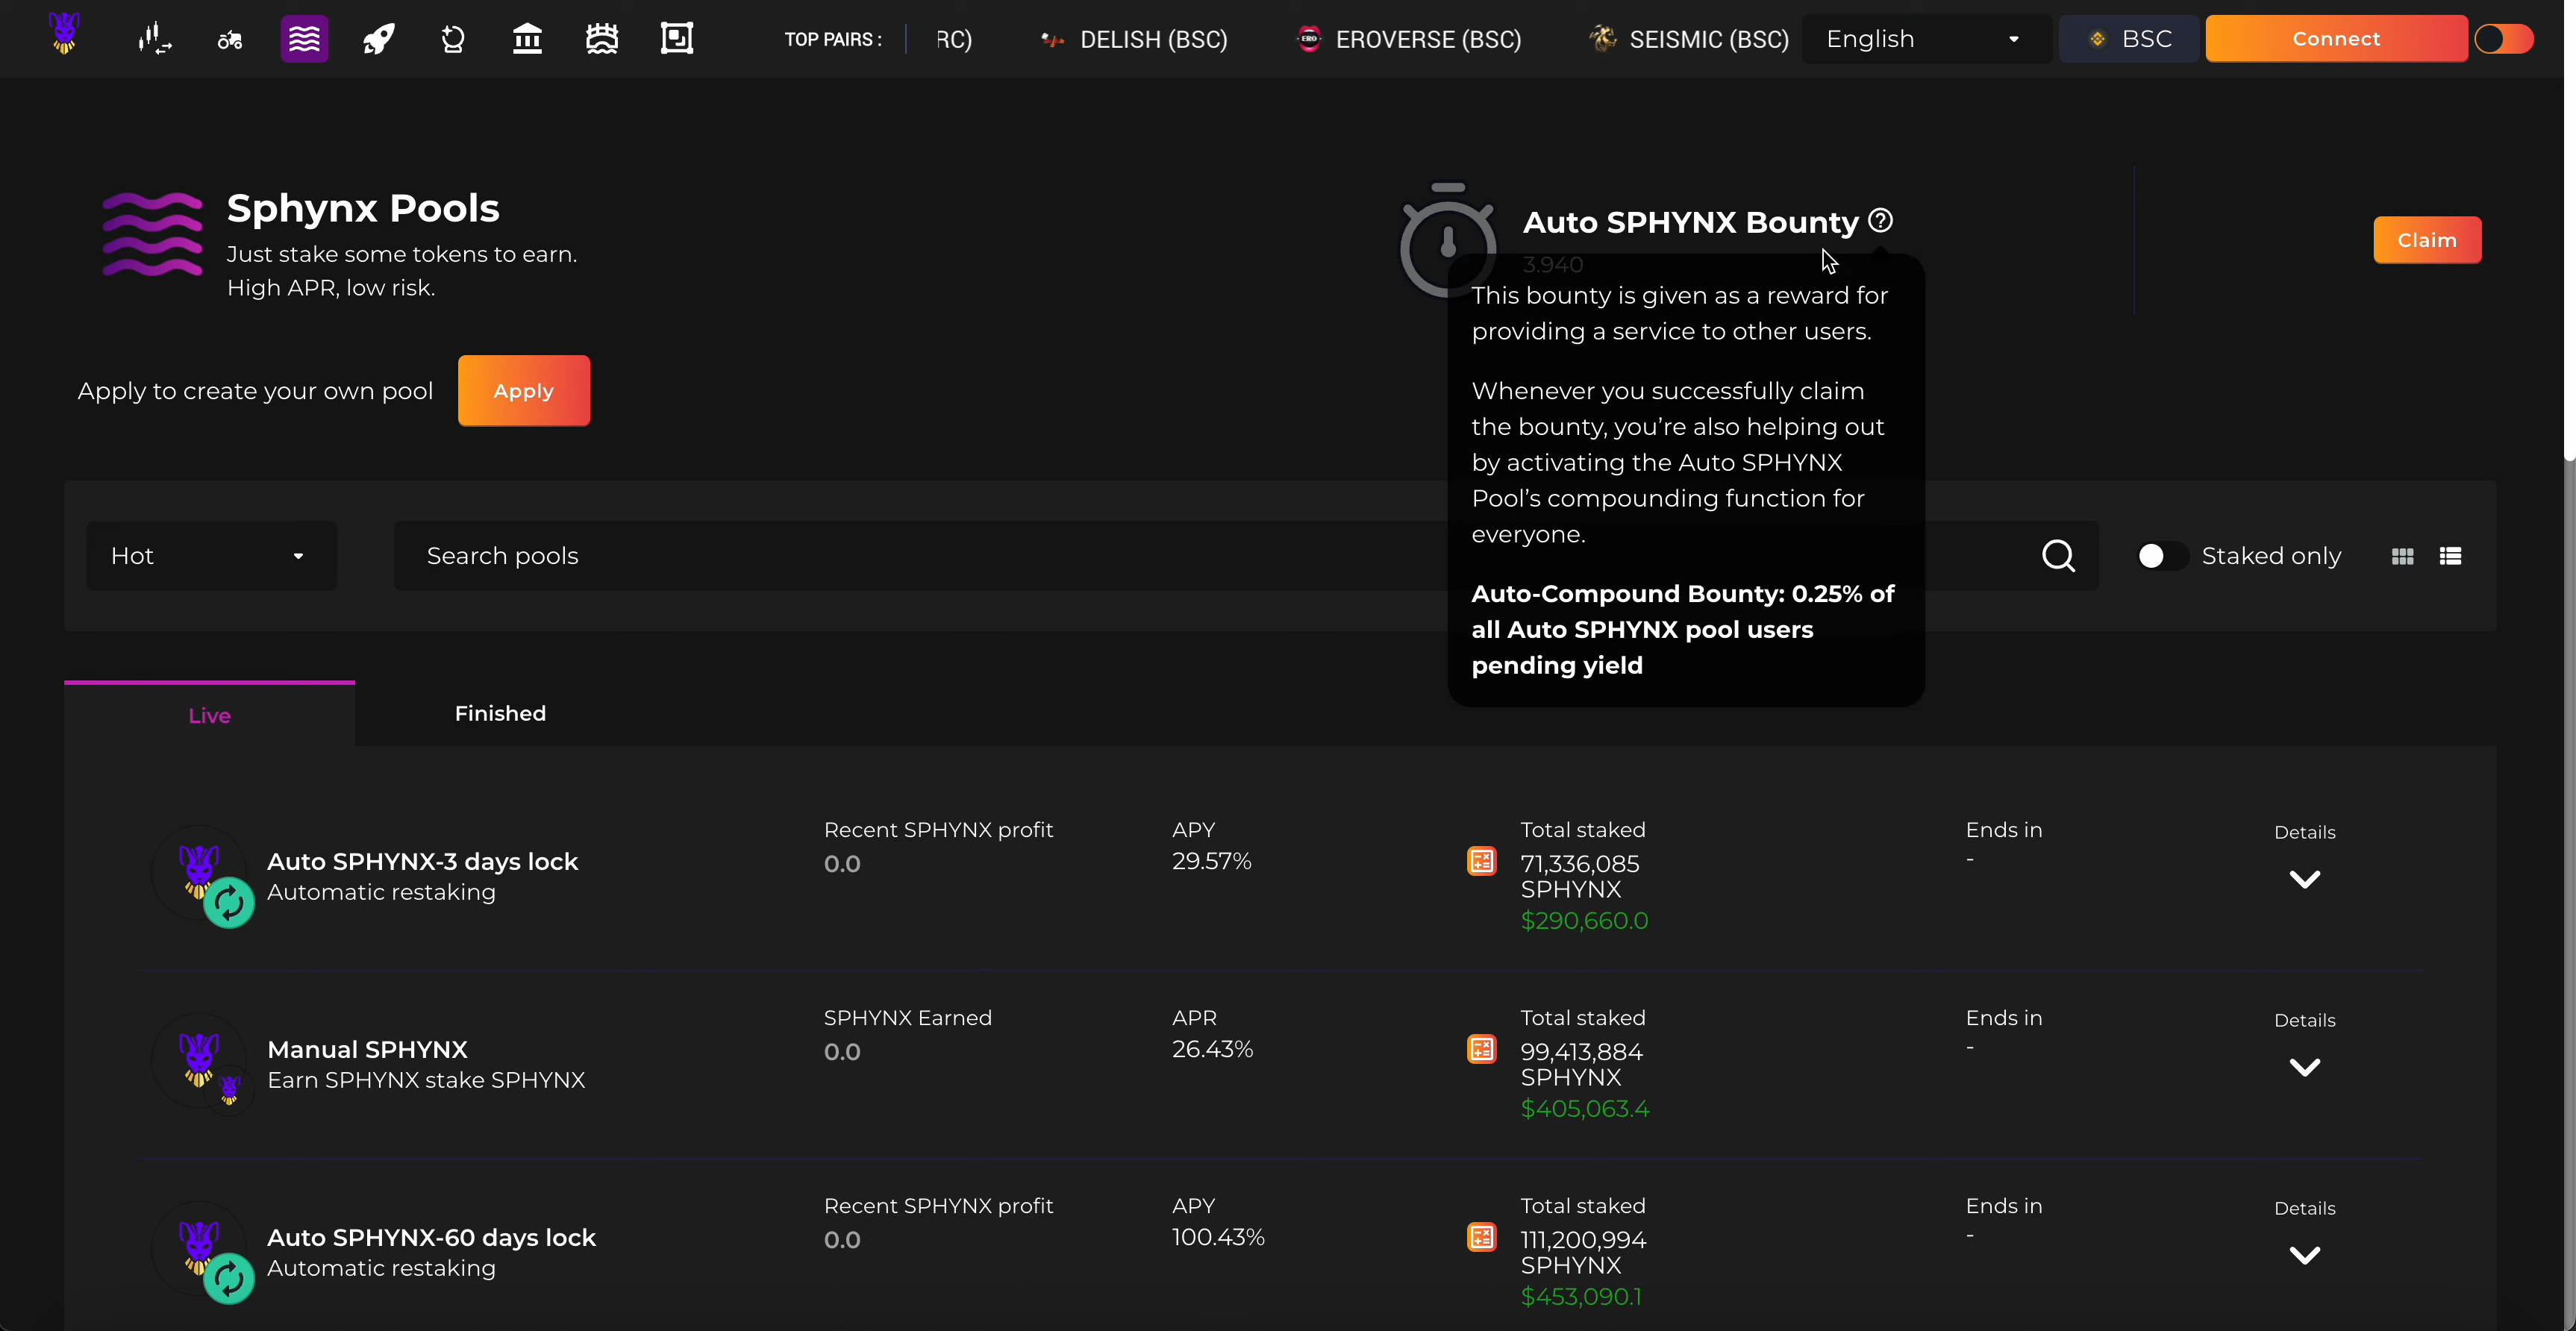 TOP PAIRS :
RC)
DELISH (BSC)
EROVERSE (BSC)
SEISMIC (BSC)
English
BSC
Connect
Sphynx Pools
Just stake some tokens to earn.
High APR, low risk.
Auto SPHYNX Bounty
3.940
Claim
This bounty is given as a reward for
providing a service to other users.
Whenever you successfully claim
the bounty, you’re also helping out
by activating the Auto SPHYNX
Pool’s compounding function for
everyone.
Auto-Compound Bounty: 0.25% of
all Auto SPHYNX pool users
pending yield
Apply to create your own pool
Apply
Hot
Search pools
Staked only
Live
Finished
Auto SPHYNX-3 days lock
Automatic restaking
Recent SPHYNX profit
0.0
APY
29.57%
Total staked
71,336,085
SPHYNX
$290,660.0
Ends in
-
Details
Manual SPHYNX
Earn SPHYNX stake SPHYNX
SPHYNX Earned
0.0
APR
26.43%
Total staked
99,413,884
SPHYNX
$405,063.4
Ends in
-
Details
Auto SPHYNX-60 days lock
Automatic restaking
Recent SPHYNX profit
0.0
APY
100.43%
Total staked
111,200,994
SPHYNX
$453,090.1
Ends in
-
Details